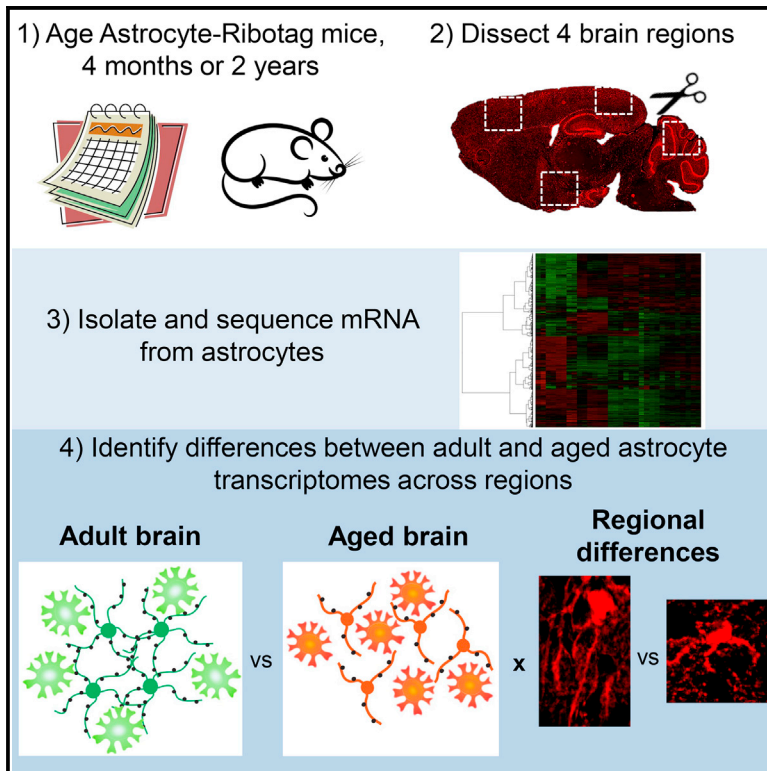 1) Age Astrocyte-Ribotag mice,
4 months or 2 years
2) Dissect 4 brain regions
3) Isolate and sequence mRNA
from astrocytes
4) Identify differences between adult and aged astrocyte
transcriptomes across regions
Adult brain
Aged brain
Regional
differences
vs
x
vs